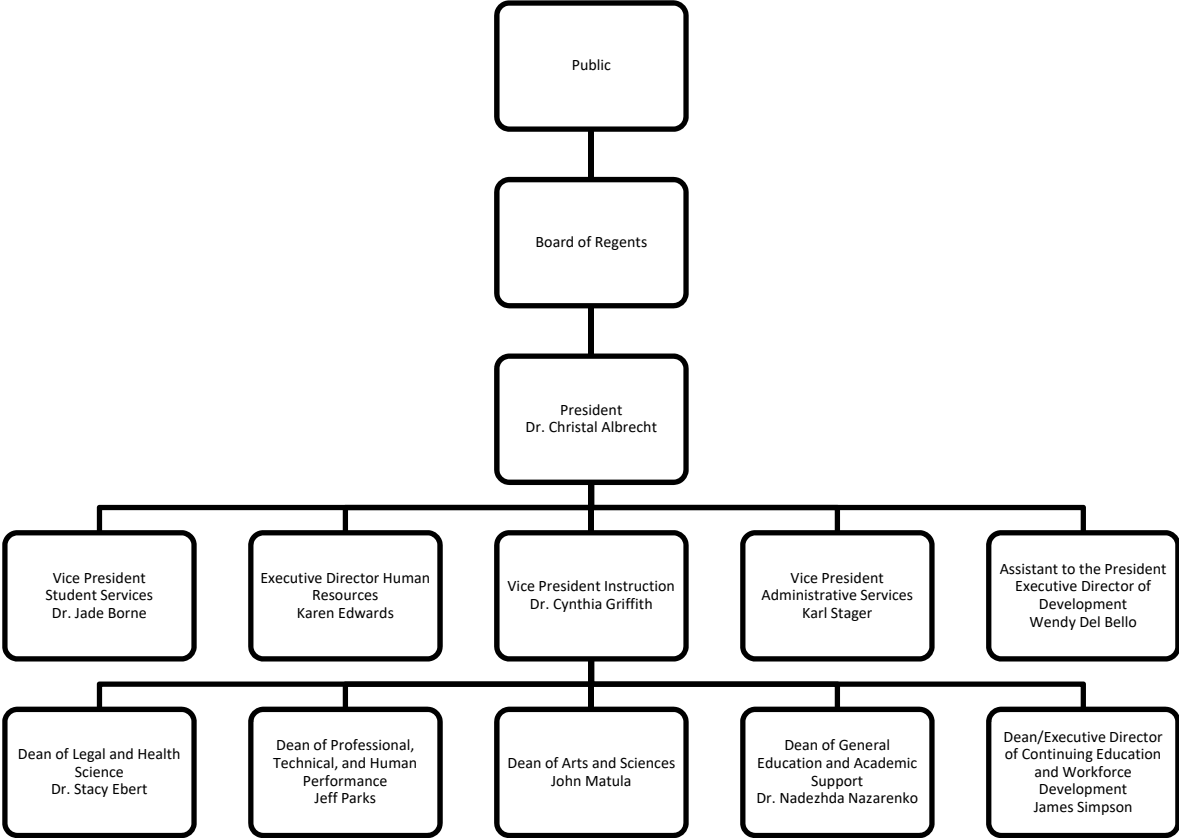 Public
Board of Regents
President
Dr. Christal Albrecht
Vice President
Student Services
Dr. Jade Borne
Executive Director Human
Resources
Karen Edwards
Vice President Instruction
Dr. Cynthia Griffith
Vice President
Administrative Services
Karl Stager
Assistant to the President
Executive Director of
Development
Wendy Del Bello
Dean of Legal and Health
Science
Dr. Stacy Ebert
Dean of Professional,
Technical, and Human
Performance
Jeff Parks
Dean of Arts and Sciences
John Matula
Dean of General
Education and Academic
Support
Dr. Nadezhda Nazarenko
Dean/Executive Director
of Continuing Education
and Workforce
Development
James Simpson